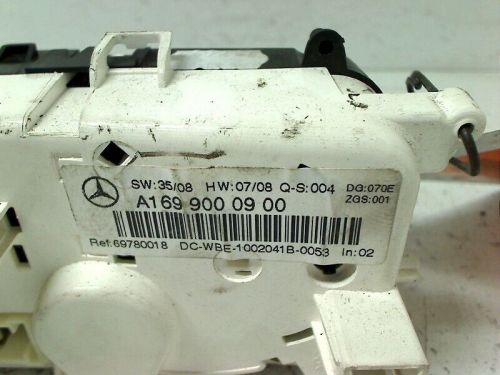 SW:35/08 HW:07/08 Q-S:004 DG:070E
A169 900 09 00 ZGS:001
Ref:69780018 DC-WBE-1002041B-0053 In:02